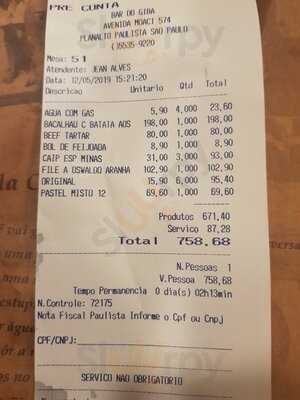 PRE CONTA
BAR DO GIBA
AVENIDA MOACI 574
PLANALTO PAULISTA SAO PAULO
()5535-9220
Mesa: 51
Atendente: JEAN ALVES
Data: 12/05/2019 15:21:20
Descricao Unitario Qtd Total
AGUA COM GAS 5,90 4,000 23,60
BACALHAU C BATATA AOS 198,00 1,000 198,00
BEEF TARTAR 80,00 1,000 80,00
BOL DE FEIJOADA 8,90 1,000 8,90
CAIP ESP MINAS 31,00 3,000 93,00
FILE A OSWALDO ARANHA 102,90 1,000 102,90
ORIGINAL 15,90 6,000 95,40
PASTEL MISTO 12 69,60 1,000 69,60
Produtos 671,40
Servico 87,28
Total 758,68
N.Pessoas 1
V.Pessoa 758,68
Tempo Permanencia 0 dia(s) 02h13min
N.Controle: 72175
Nota Fiscal Paulista Informe o Cpf ou Cnpj
CPF/CNPJ:
SERVICO NAO OBRIGATORIO